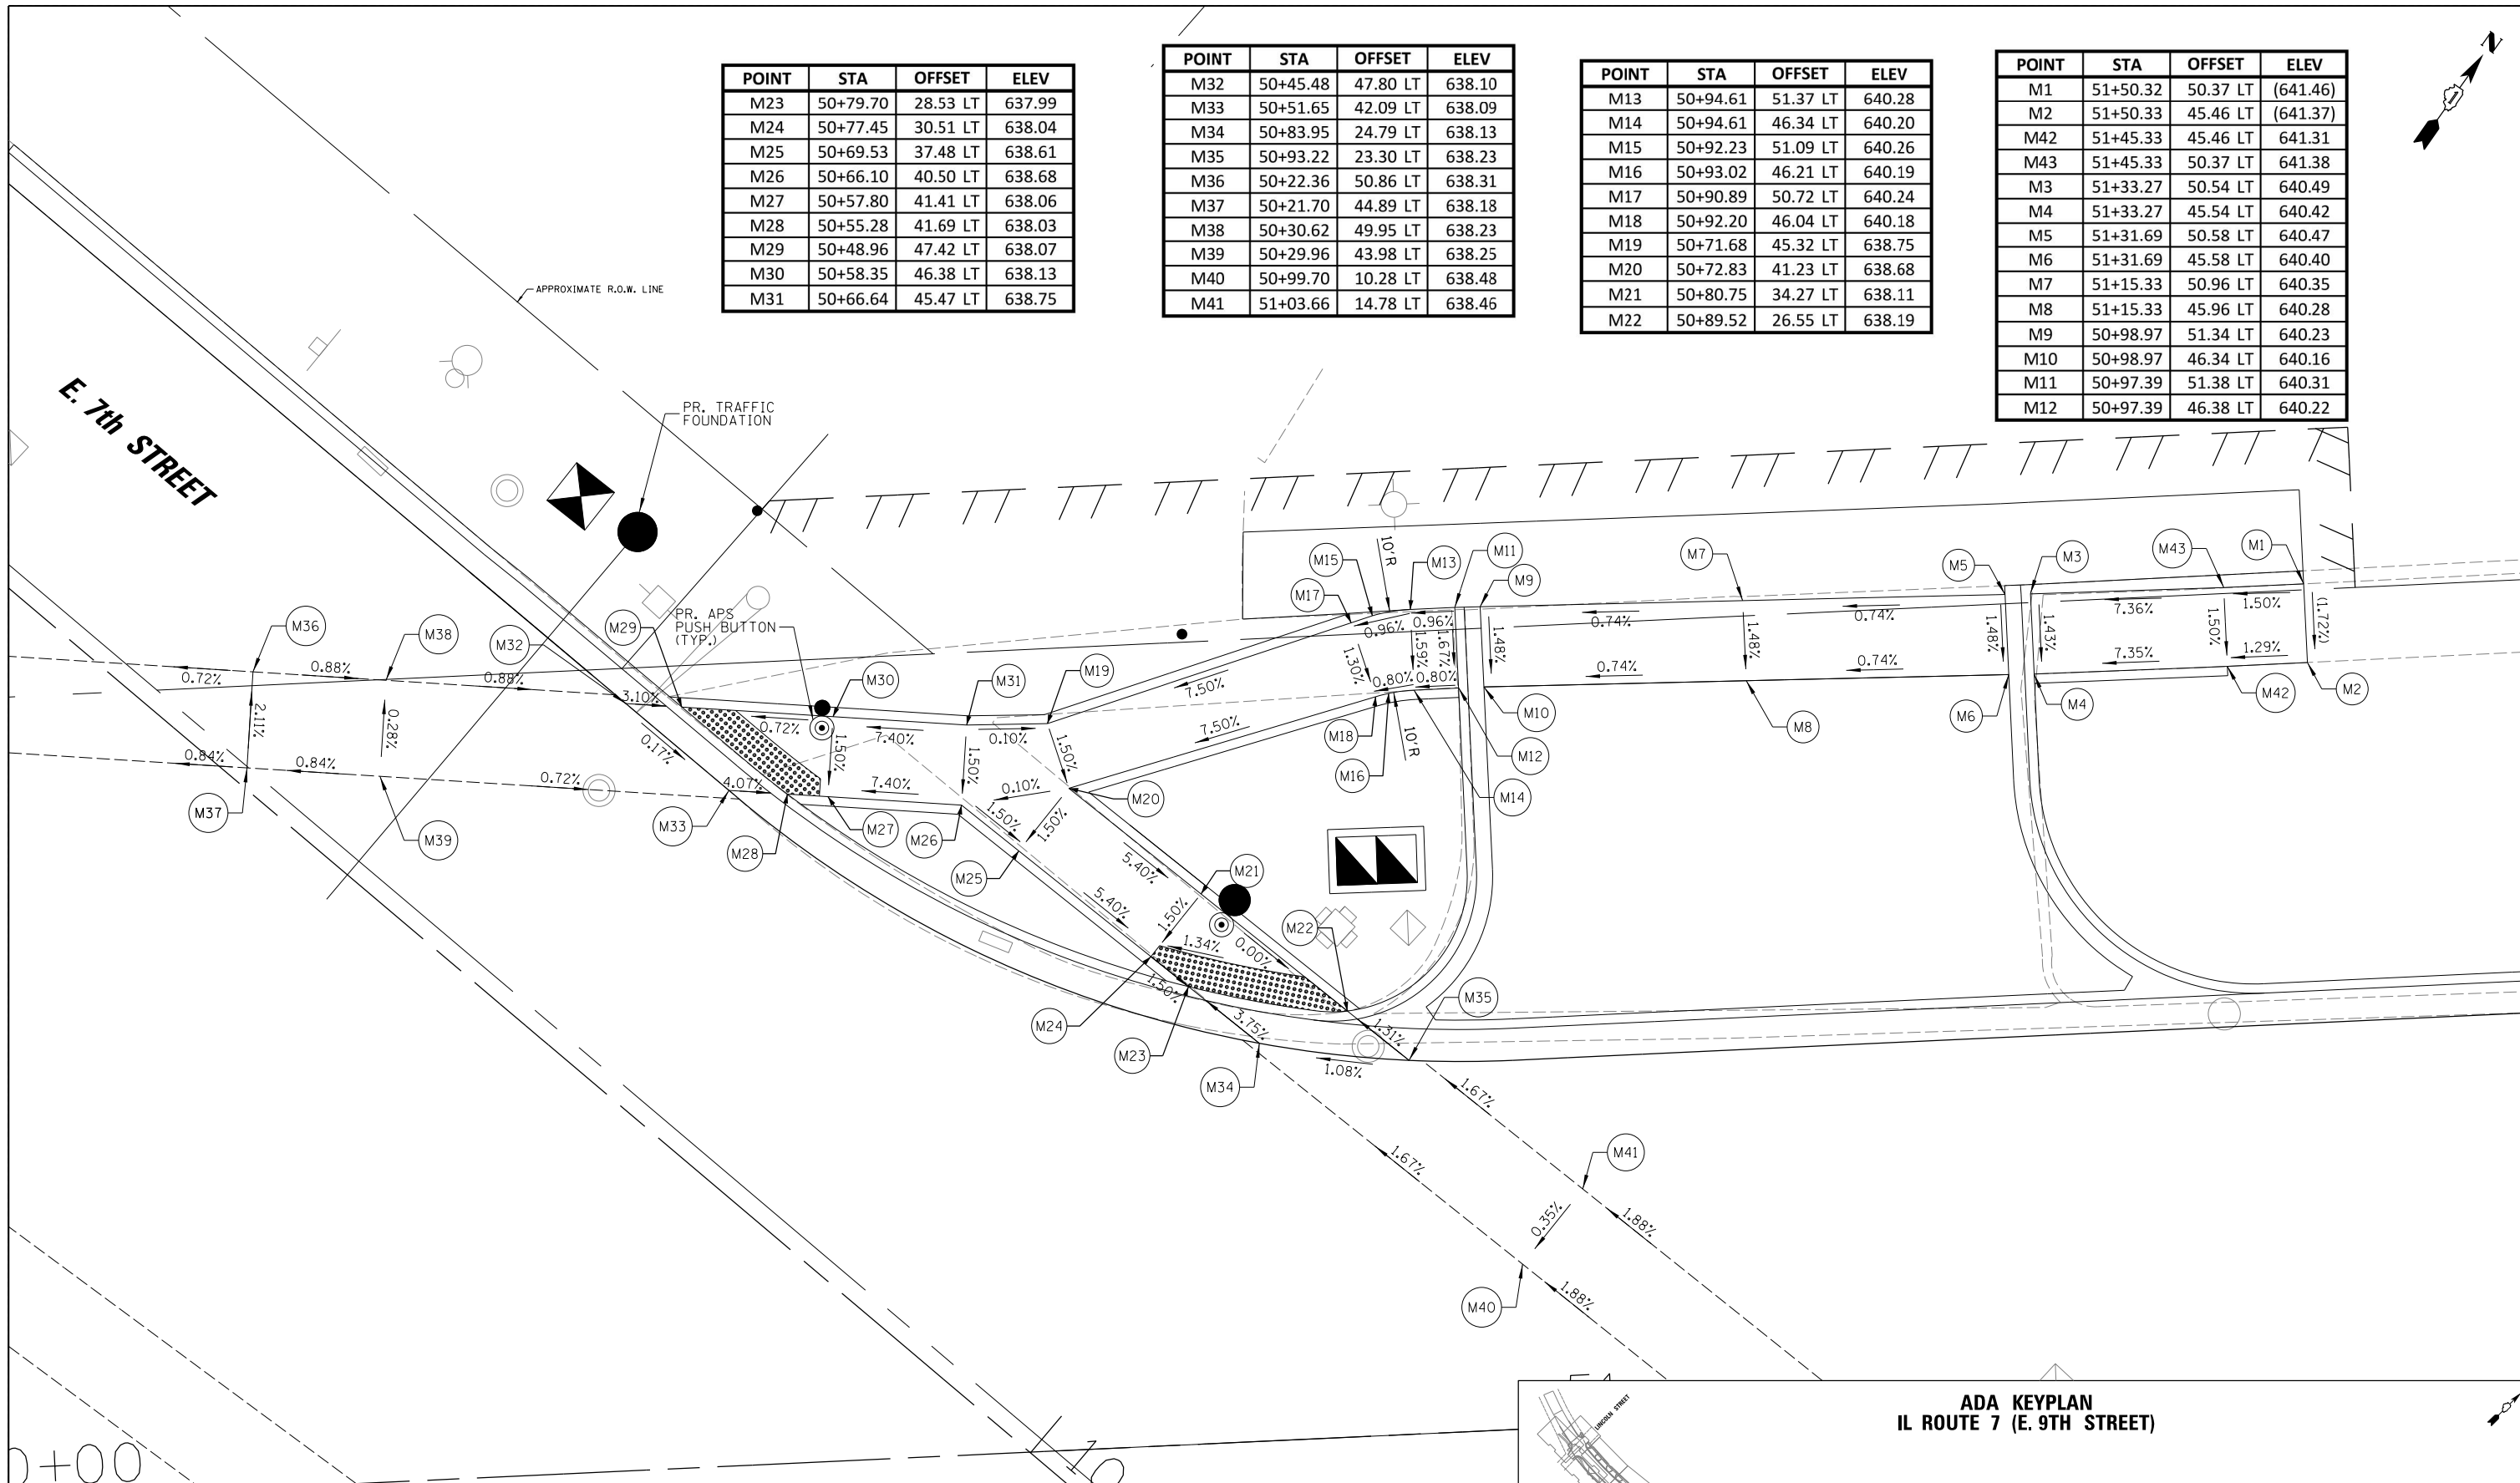 POINT STA OFFSET ELEV
M23 50+79.70 28.53 LT 637.99
M24 50+77.45 30.51 LT 638.04
M25 50+69.53 37.48 LT 638.61
M26 50+66.10 40.50 LT 638.68
M27 50+57.80 41.41 LT 638.06
M28 50+55.28 41.69 LT 638.03
M29 50+48.96 47.42 LT 638.07
M30 50+58.35 46.38 LT 638.13
M31 50+66.64 45.47 LT 638.75
POINT STA OFFSET ELEV
M32 50+45.48 47.80 LT 638.10
M33 50+51.65 42.09 LT 638.09
M34 50+83.95 24.79 LT 638.13
M35 50+93.22 23.30 LT 638.23
M36 50+22.36 50.86 LT 638.31
M37 50+21.70 44.89 LT 638.18
M38 50+30.62 49.95 LT 638.23
M39 50+29.96 43.98 LT 638.25
M40 50+99.70 10.28 LT 638.48
M41 51+03.66 14.78 LT 638.46
POINT STA OFFSET ELEV
M13 50+94.61 51.37 LT 640.28
M14 50+94.61 46.34 LT 640.20
M15 50+92.23 51.09 LT 640.26
M16 50+93.02 46.21 LT 640.19
M17 50+90.89 50.72 LT 640.24
M18 50+92.20 46.04 LT 640.18
M19 50+71.68 45.32 LT 638.75
M20 50+72.83 41.23 LT 638.68
M21 50+80.75 34.27 LT 638.11
M22 50+89.52 26.55 LT 638.19
POINT STA OFFSET ELEV
M1 51+50.32 50.37 LT (641.46)
M2 51+50.33 45.46 LT (641.37)
M42 51+45.33 45.46 LT 641.31
M43 51+45.33 50.37 LT 641.38
M3 51+33.27 50.54 LT 640.49
M4 51+33.27 45.54 LT 640.42
M5 51+31.69 50.58 LT 640.47
M6 51+31.69 45.58 LT 640.40
M7 51+15.33 50.96 LT 640.35
M8 51+15.33 45.96 LT 640.28
M9 50+98.97 51.34 LT 640.23
M10 50+98.97 46.34 LT 640.16
M11 50+97.39 51.38 LT 640.31
M12 50+97.39 46.38 LT 640.22
N
APPROXIMATE R.O.W. LINE
E. 7th STREET
PR. TRAFFIC
FOUNDATION
PR. APS
PUSH BUTTON
(TYP.)
M36
M38
M32
M29
M30
M31
M19
M17
M15
10'R
M13
M11
M9
M7
M5
M3
M43
M1
0.72%
0.88%
0.88%
3.10%
0.72%
7.40%
0.10%
7.50%
0.96%
0.96%
0.74%
0.74%
7.36%
1.50%
(1.72%)
2.11%
0.28%
0.17%
1.50%
1.50%
1.50%
1.30%
1.59%
1.67%
1.48%
1.48%
1.48%
1.43%
1.50%
0.80%
0.80%
0.74%
0.74%
7.35%
1.29%
0.84%
0.84%
0.72%
4.07%
7.40%
0.10%
7.50%
M37
M39
M33
M28
M27
M26
M25
M20
M18
M16
10'R
M14
M12
M10
M8
M6
M4
M42
M2
1.50%
1.50%
5.40%
5.40%
M21
1.50%
1.34%
0.00%
M22
1.50%
M24
M23
3.75%
M34
1.31%
M35
1.08%
1.67%
1.67%
M41
0.35%
1.88%
M40
1.88%
0+00
ADA KEYPLAN
IL ROUTE 7 (E. 9TH STREET)
LINCOLN STREET